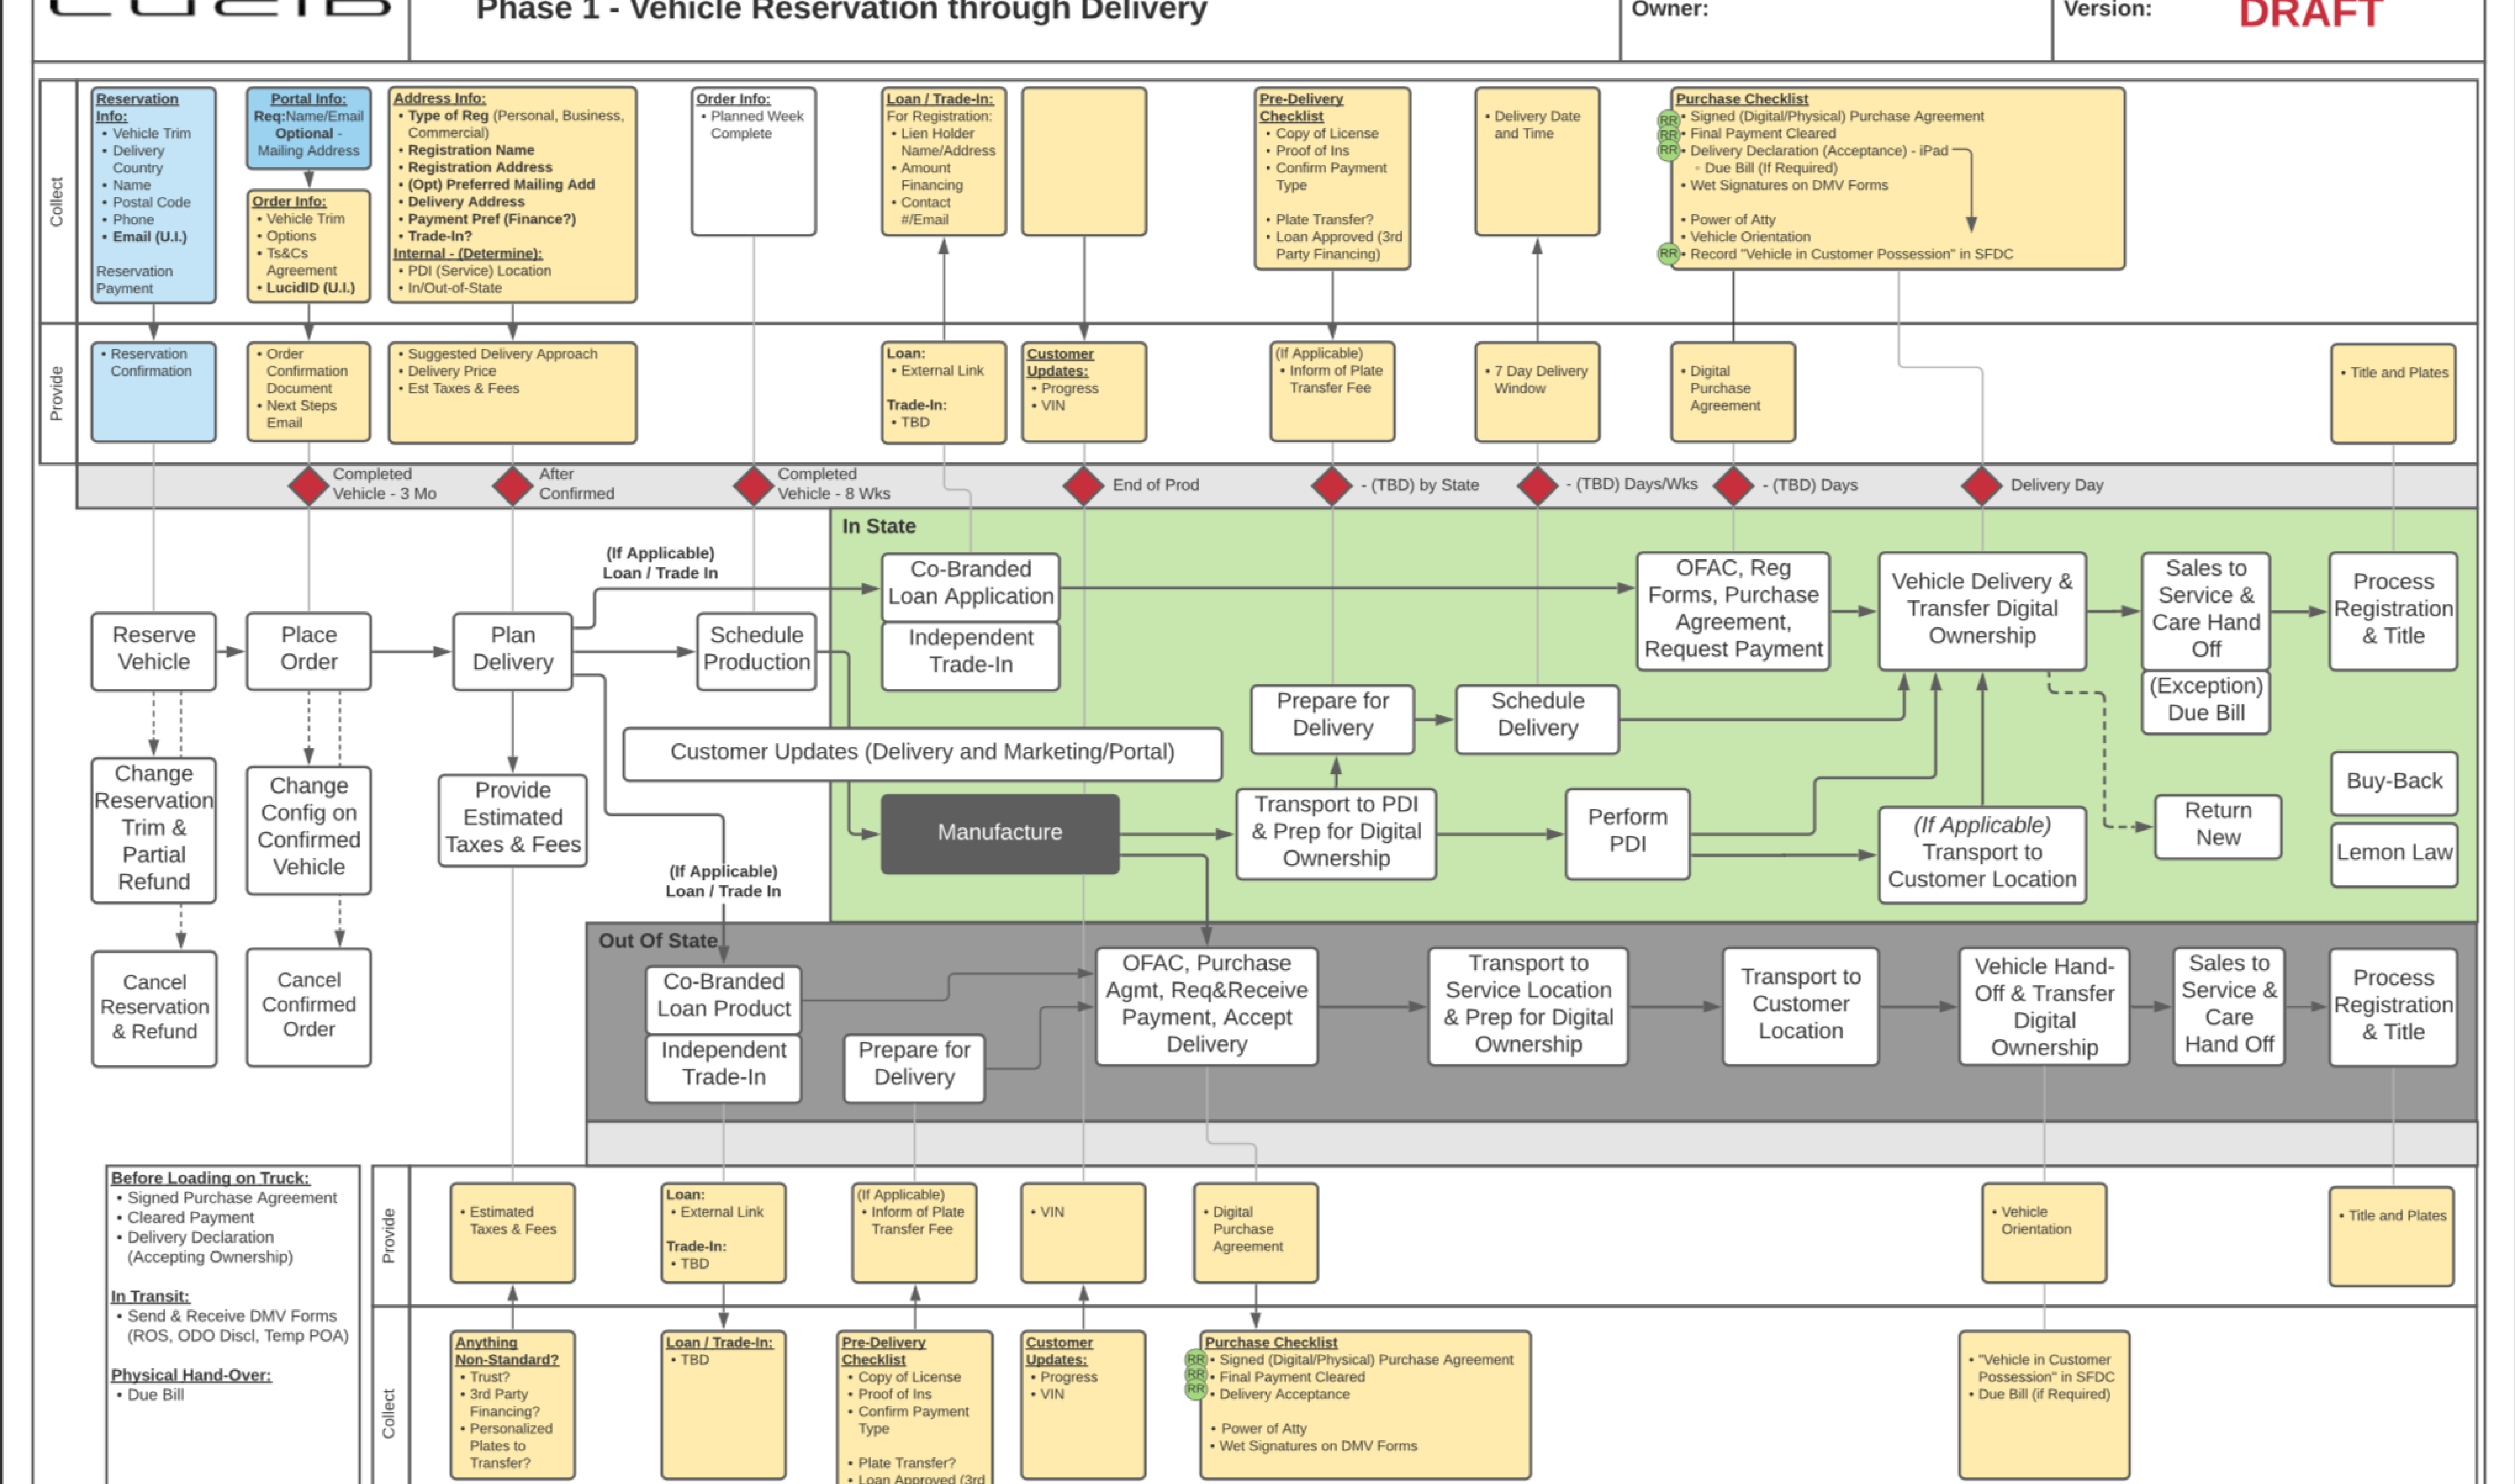 LUCID
Phase 1 - Vehicle Reservation through Delivery
Owner:
Version:
DRAFT
Collect
Reservation
Info:
• Vehicle Trim
• Delivery
Country
• Name
• Postal Code
• Phone
• Email (U.I.)
Reservation
Payment
Portal Info:
Req:Name/Email
Optional -
Mailing Address
Order Info:
• Vehicle Trim
• Options
• Ts&Cs
Agreement
• LucidID (U.I.)
Address Info:
• Type of Reg (Personal, Business,
Commercial)
• Registration Name
• Registration Address
• (Opt) Preferred Mailing Add
• Delivery Address
• Payment Pref (Finance?)
• Trade-In?
Internal - (Determine):
• PDI (Service) Location
• In/Out-of-State
Order Info:
• Planned Week
Complete
Loan / Trade-In:
For Registration:
• Lien Holder
Name/Address
• Amount
Financing
• Contact
#/Email
Pre-Delivery
Checklist
• Copy of License
• Proof of Ins
• Confirm Payment
Type
• Plate Transfer?
• Loan Approved (3rd
Party Financing)
• Delivery Date
and Time
Purchase Checklist
RR • Signed (Digital/Physical) Purchase Agreement
RR • Final Payment Cleared
RR • Delivery Declaration (Acceptance) - iPad
◦ Due Bill (If Required)
• Wet Signatures on DMV Forms
• Power of Atty
• Vehicle Orientation
RR • Record "Vehicle in Customer Possession" in SFDC
Provide
• Reservation
Confirmation
• Order
Confirmation
Document
• Next Steps
Email
• Suggested Delivery Approach
• Delivery Price
• Est Taxes & Fees
Loan:
• External Link
Trade-In:
• TBD
Customer
Updates:
• Progress
• VIN
(If Applicable)
• Inform of Plate
Transfer Fee
• 7 Day Delivery
Window
• Digital
Purchase
Agreement
• Title and Plates
Completed
Vehicle - 3 Mo
After
Confirmed
Completed
Vehicle - 8 Wks
End of Prod
- (TBD) by State
- (TBD) Days/Wks
- (TBD) Days
Delivery Day
In State
(If Applicable)
Loan / Trade In
Co-Branded
Loan Application
Independent
Trade-In
OFAC, Reg
Forms, Purchase
Agreement,
Request Payment
Vehicle Delivery &
Transfer Digital
Ownership
Sales to
Service &
Care Hand
Off
(Exception)
Due Bill
Process
Registration
& Title
Reserve
Vehicle
Place
Order
Plan
Delivery
Schedule
Production
Prepare for
Delivery
Schedule
Delivery
Customer Updates (Delivery and Marketing/Portal)
Change
Reservation
Trim &
Partial
Refund
Change
Config on
Confirmed
Vehicle
Provide
Estimated
Taxes & Fees
Manufacture
Transport to PDI
& Prep for Digital
Ownership
Perform
PDI
(If Applicable)
Transport to
Customer Location
Return
New
Buy-Back
Lemon Law
(If Applicable)
Loan / Trade In
Out Of State
Cancel
Reservation
& Refund
Cancel
Confirmed
Order
Co-Branded
Loan Product
Independent
Trade-In
Prepare for
Delivery
OFAC, Purchase
Agmt, Req&Receive
Payment, Accept
Delivery
Transport to
Service Location
& Prep for Digital
Ownership
Transport to
Customer
Location
Vehicle Hand-
Off & Transfer
Digital
Ownership
Sales to
Service &
Care
Hand Off
Process
Registration
& Title
Before Loading on Truck:
• Signed Purchase Agreement
• Cleared Payment
• Delivery Declaration
(Accepting Ownership)
In Transit:
• Send & Receive DMV Forms
(ROS, ODO Discl, Temp POA)
Physical Hand-Over:
• Due Bill
Provide
• Estimated
Taxes & Fees
Loan:
• External Link
Trade-In:
• TBD
(If Applicable)
• Inform of Plate
Transfer Fee
• VIN
• Digital
Purchase
Agreement
• Vehicle
Orientation
• Title and Plates
Collect
Anything
Non-Standard?
• Trust?
• 3rd Party
Financing?
• Personalized
Plates to
Transfer?
Loan / Trade-In:
• TBD
Pre-Delivery
Checklist
• Copy of License
• Proof of Ins
• Confirm Payment
Type
• Plate Transfer?
• Loan Approved (3rd
Customer
Updates:
• Progress
• VIN
Purchase Checklist
RR • Signed (Digital/Physical) Purchase Agreement
RR • Final Payment Cleared
RR • Delivery Acceptance
• Power of Atty
• Wet Signatures on DMV Forms
• "Vehicle in Customer
Possession" in SFDC
• Due Bill (if Required)